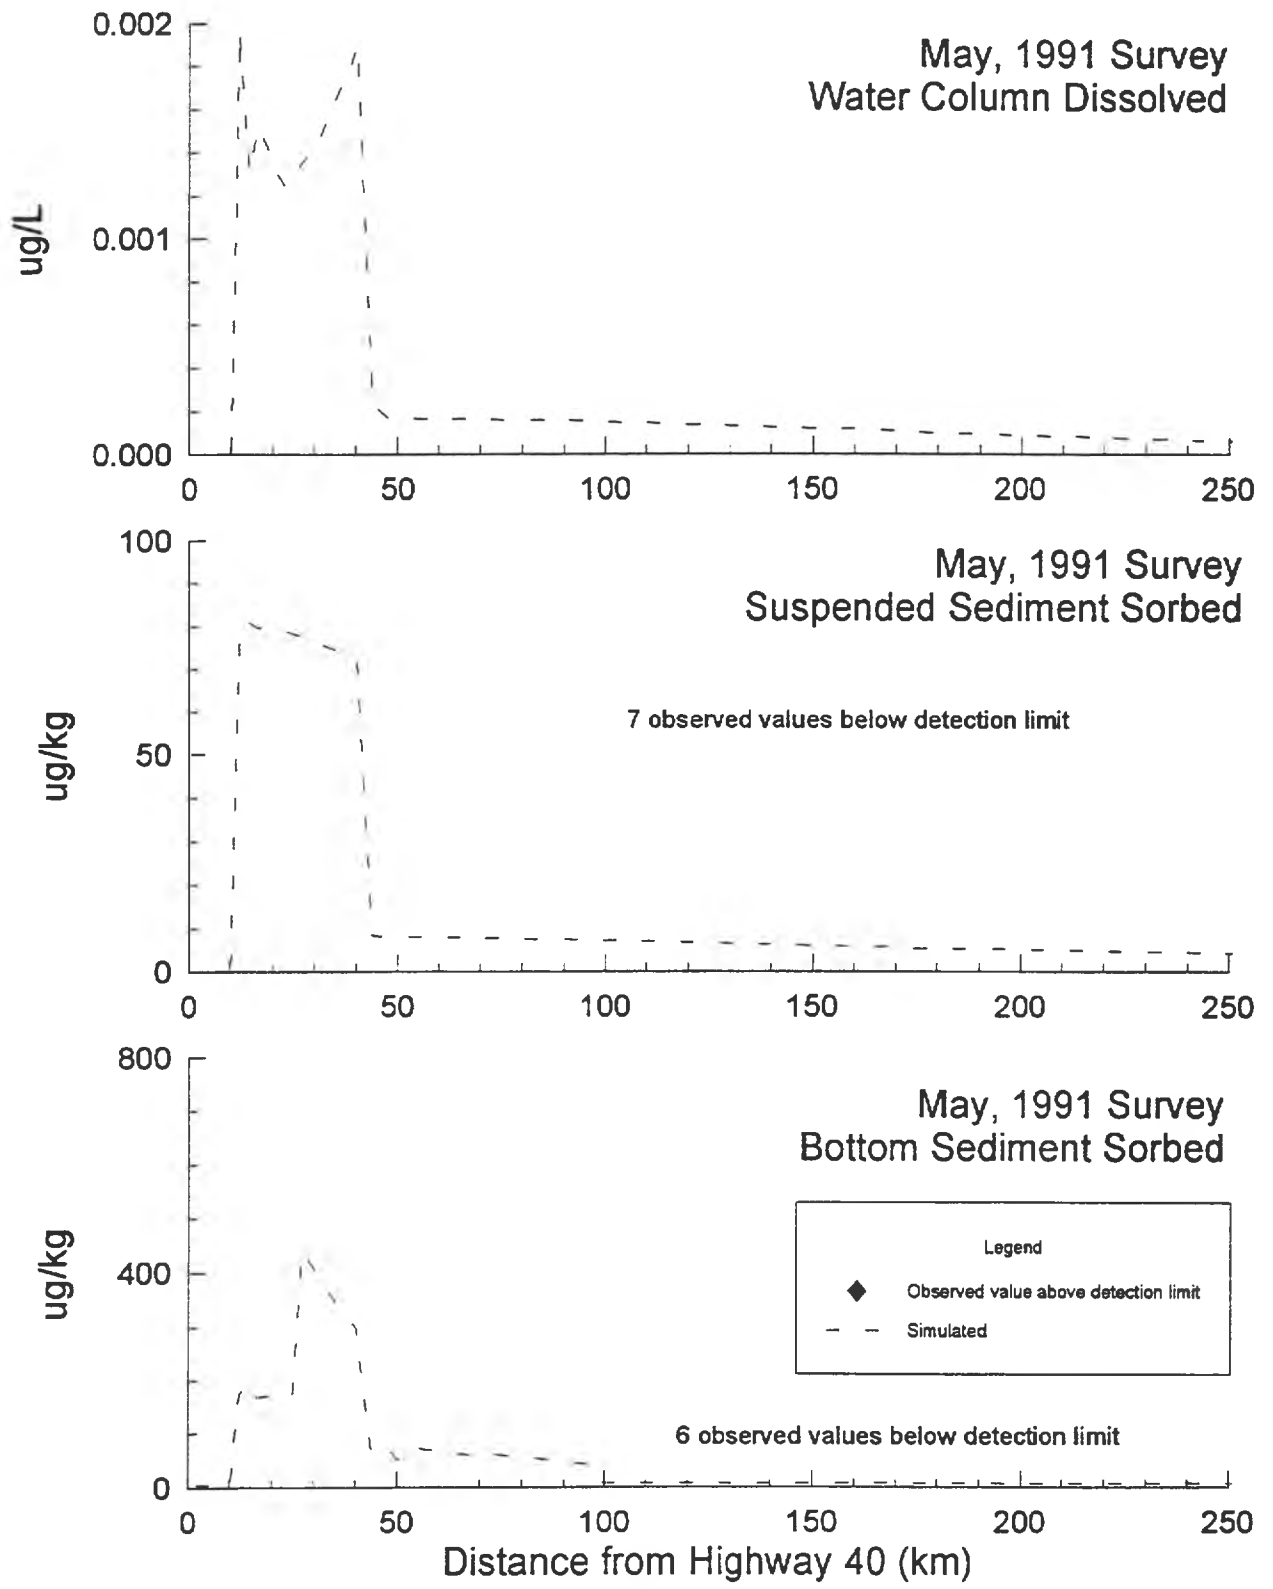 0.002
May, 1991 Survey
Water Column Dissolved
ug/L
0.001
0.000
0 50 100 150 200 250
100
May, 1991 Survey
Suspended Sediment Sorbed
7 observed values below detection limit
ug/kg
50
0
0 50 100 150 200 250
800
May, 1991 Survey
Bottom Sediment Sorbed
ug/kg
400
Legend
Observed value above detection limit
Simulated
6 observed values below detection limit
0
0 50 100 150 200 250
Distance from Highway 40 (km)